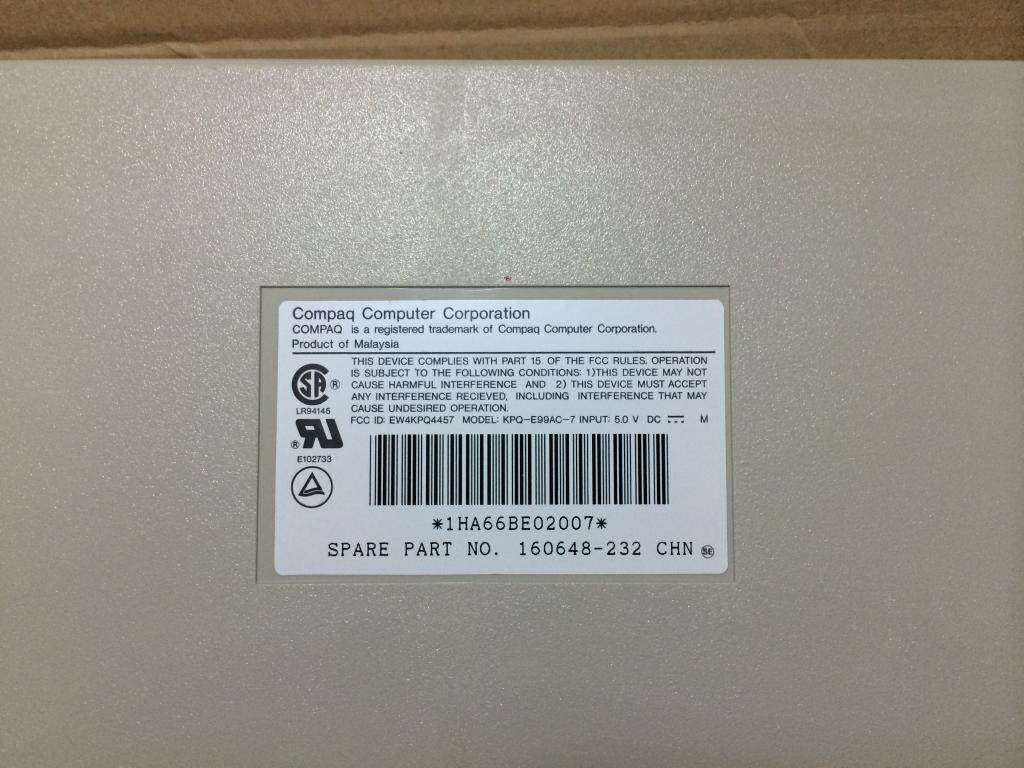 Compaq Computer Corporation
COMPAQ is a registered trademark of Compaq Computer Corporation.
Product of Malaysia
THIS DEVICE COMPLIES WITH PART 15 OF THE FCC RULES. OPERATION
IS SUBJECT TO THE FOLLOWING CONDITIONS: 1)THIS DEVICE MAY NOT
CAUSE HARMFUL INTERFERENCE AND 2) THIS DEVICE MUST ACCEPT
ANY INTERFERENCE RECIEVED, INCLUDING INTERFERENCE THAT MAY
CAUSE UNDESIRED OPERATION.
FCC ID: EW4KPQ4457 MODEL: KPQ-E99AC-7 INPUT: 5.0 V DC M
SA ®
LR94145
® RU
E102733
*1HA66BE02007*
SPARE PART NO. 160648-232 CHN SE